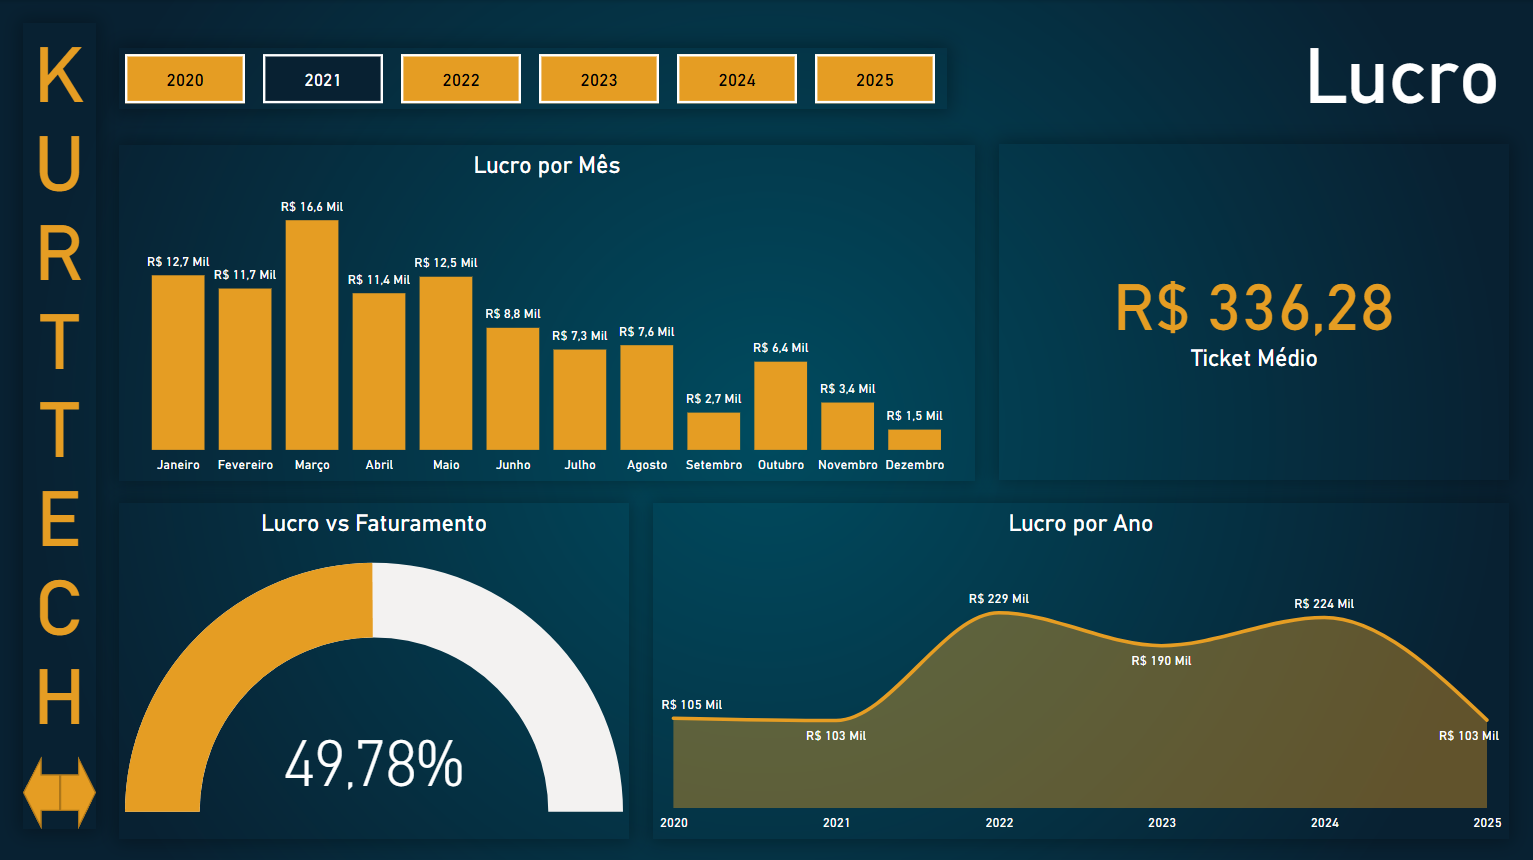 KURTTECH
2020 2021 2022 2023 2024 2025
Lucro
Lucro por Mês
R$ 12,7 Mil R$ 11,7 Mil R$ 16,6 Mil R$ 11,4 Mil R$ 12,5 Mil R$ 8,8 Mil R$ 7,3 Mil R$ 7,6 Mil R$ 2,7 Mil R$ 6,4 Mil R$ 3,4 Mil R$ 1,5 Mil
Janeiro Fevereiro Março Abril Maio Junho Julho Agosto Setembro Outubro Novembro Dezembro
R$ 336,28
Ticket Médio
Lucro vs Faturamento
49,78%
Lucro por Ano
R$ 105 Mil R$ 103 Mil R$ 229 Mil R$ 190 Mil R$ 224 Mil R$ 103 Mil
2020 2021 2022 2023 2024 2025